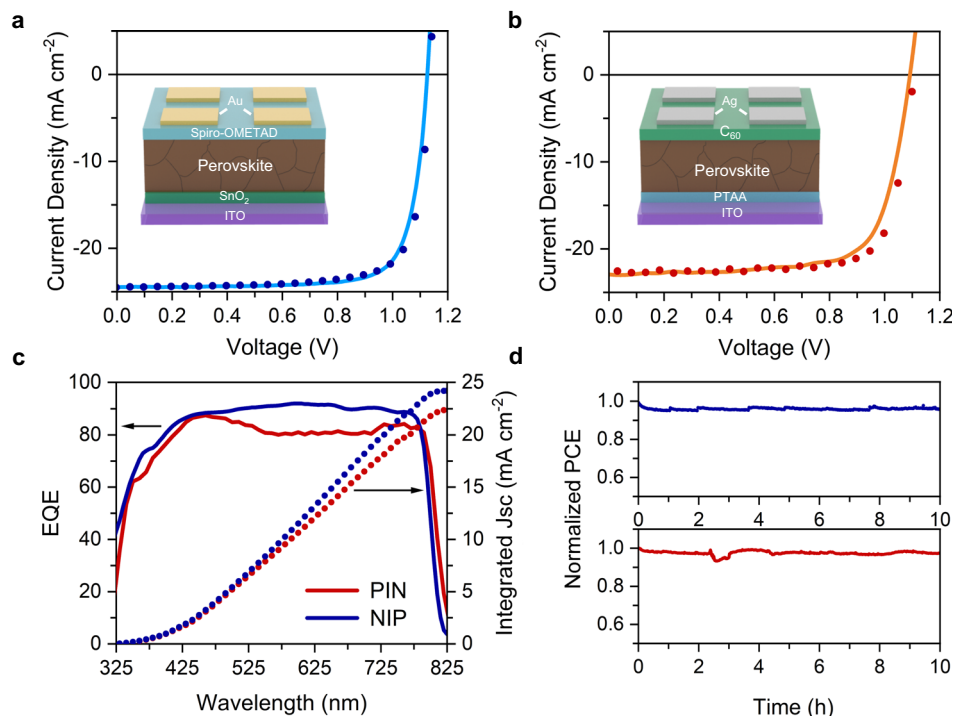 a
Current Density (mA cm⁻²)
0
-10
-20
Au
Spiro-OMETAD
Perovskite
SnO₂
ITO
0.0 0.2 0.4 0.6 0.8 1.0 1.2
Voltage (V)
b
Current Density (mA cm⁻²)
0
-10
-20
Ag
C₆₀
Perovskite
PTAA
ITO
0.0 0.2 0.4 0.6 0.8 1.0 1.2
Voltage (V)
c
EQE
100
80
60
40
20
0
25
20
15
10
5
0
Integrated Jsc (mA cm⁻²)
PIN
NIP
325 425 525 625 725 825
Wavelength (nm)
d
Normalized PCE
1.0
0.8
0.6
0 2 4 6 8 10
1.0
0.8
0.6
0 2 4 6 8 10
Time (h)